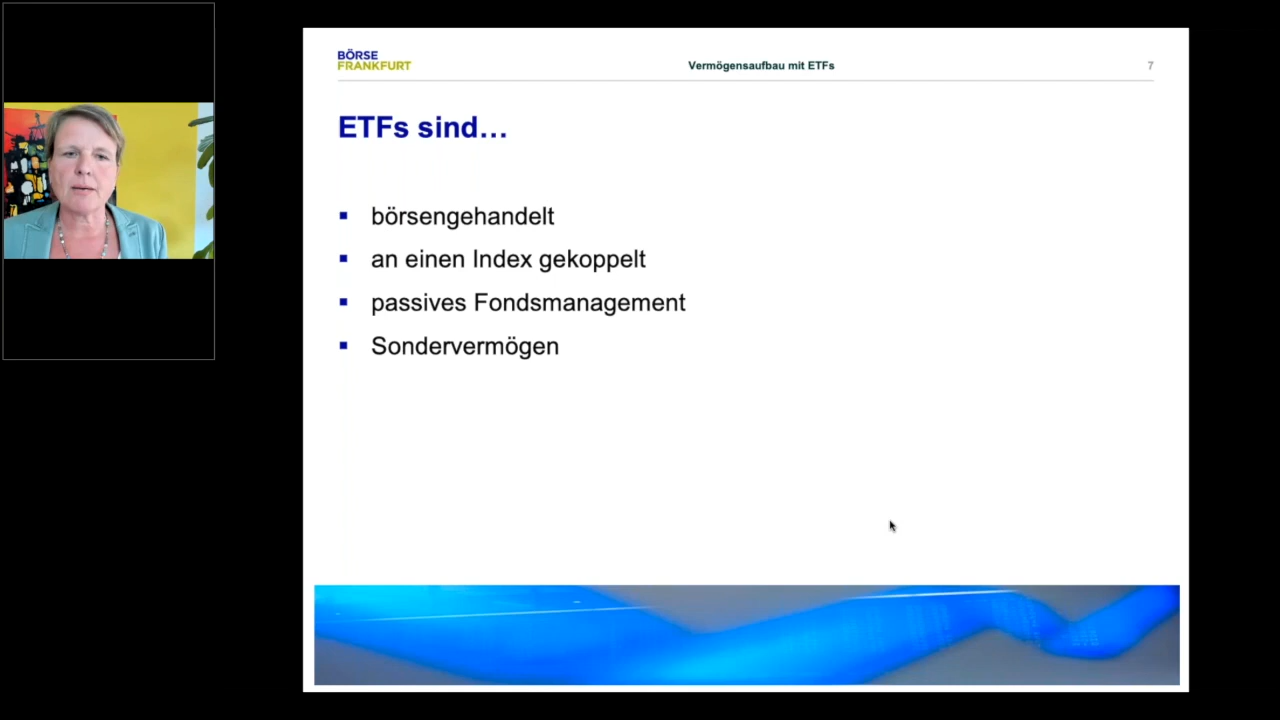 BÖRSE
FRANKFURT
Vermögensaufbau mit ETFs
7
ETFs sind…
▪ börsengehandelt
▪ an einen Index gekoppelt
▪ passives Fondsmanagement
▪ Sondervermögen